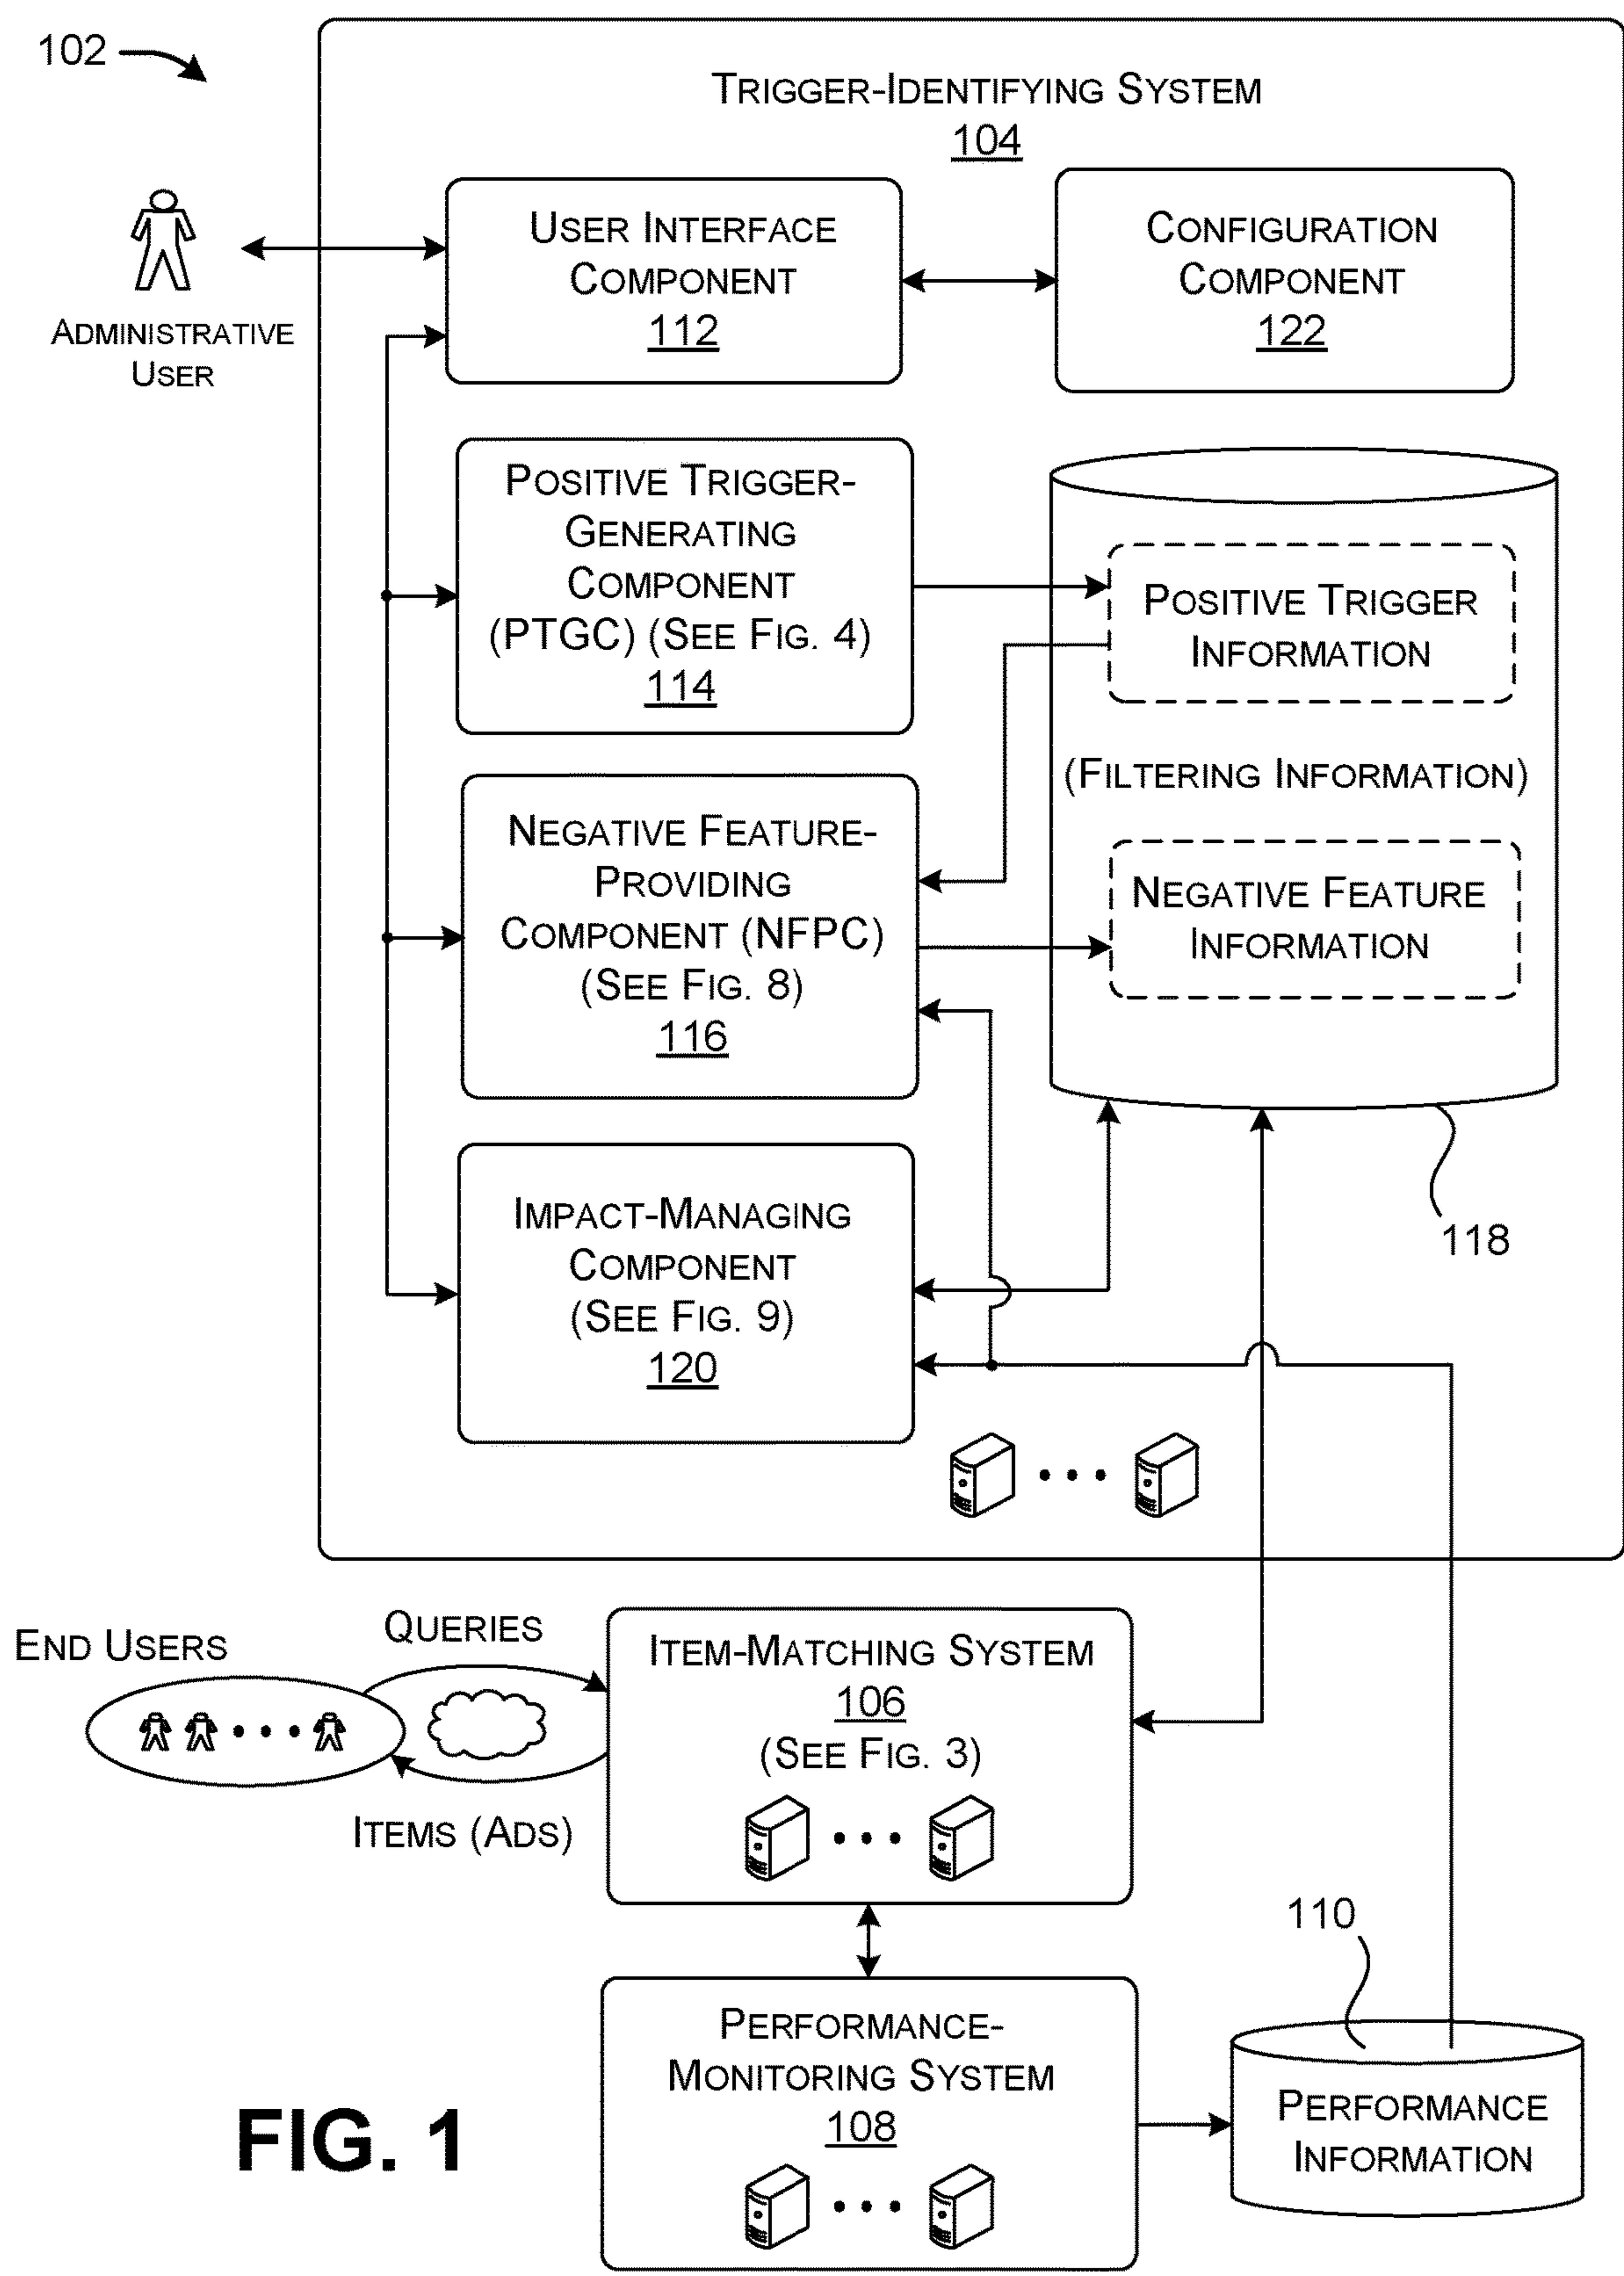 102
TRIGGER-IDENTIFYING SYSTEM
104
ADMINISTRATIVE
USER
USER INTERFACE
COMPONENT
112
CONFIGURATION
COMPONENT
122
POSITIVE TRIGGER-
GENERATING
COMPONENT
(PTGC) (SEE FIG. 4)
114
POSITIVE TRIGGER
INFORMATION
(FILTERING INFORMATION)
NEGATIVE FEATURE
INFORMATION
118
NEGATIVE FEATURE-
PROVIDING
COMPONENT (NFPC)
(SEE FIG. 8)
116
IMPACT-MANAGING
COMPONENT
(SEE FIG. 9)
120
END USERS
QUERIES
ITEMS (ADS)
ITEM-MATCHING SYSTEM
106
(SEE FIG. 3)
PERFORMANCE-
MONITORING SYSTEM
108
110
PERFORMANCE
INFORMATION
FIG. 1